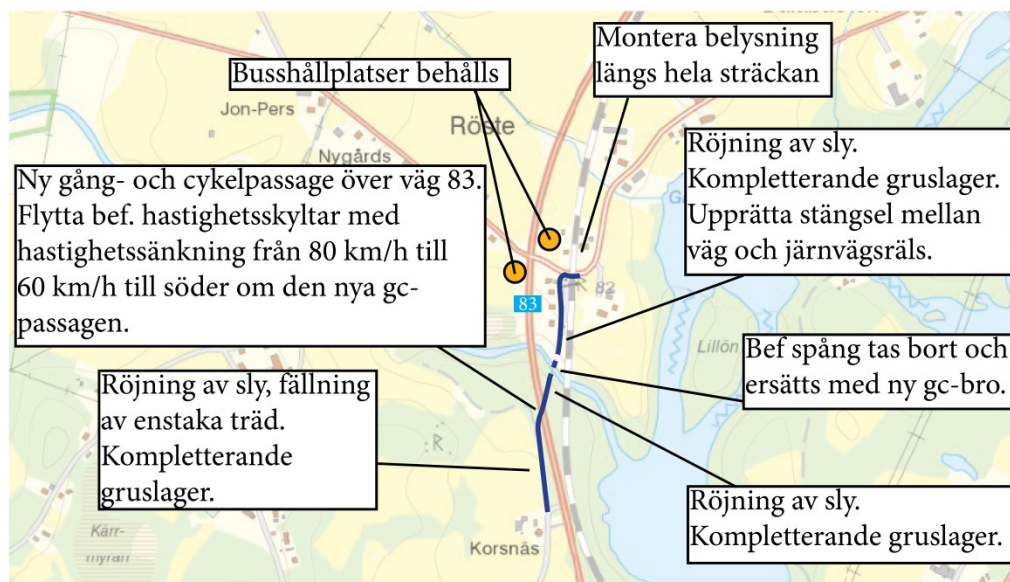 Montera belysning
längs hela sträckan
Busshållplatser behålls
Jon-Pers
Röste
Nygårds
Röjning av sly.
Kompletterande gruslager.
Upprätta stängsel mellan
väg och järnvägsräls.
Ny gång- och cykelpassage över väg 83.
Flytta bef. hastighetsskyltar med
hastighetssänkning från 80 km/h till
60 km/h till söder om den nya gc-
passagen.
82
83
Lillön
Bef spång tas bort och
ersätts med ny gc-bro.
Röjning av sly, fällning
av enstaka träd.
Kompletterande
gruslager.
R
Röjning av sly.
Kompletterande gruslager.
Kärr-
myran
Korsnäs